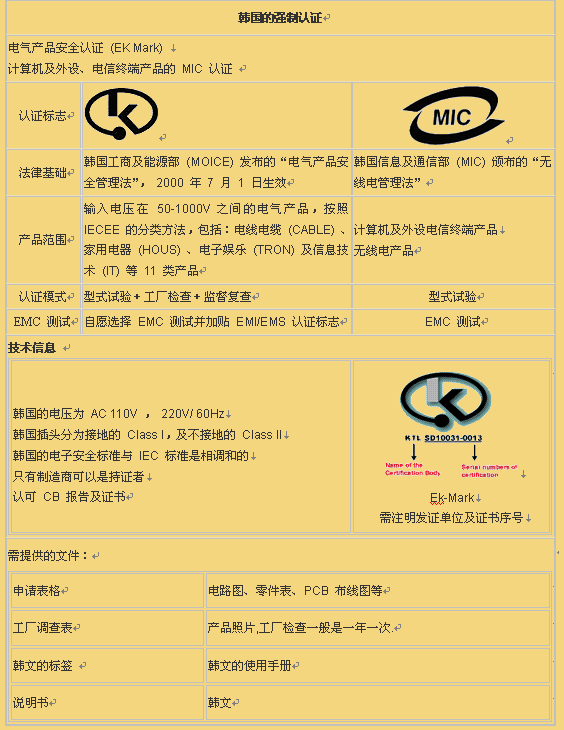 韩国的强制认证
电气产品安全认证 (EK Mark)
计算机及外设、电信终端产品的 MIC 认证
认证标志
MIC
法律基础
韩国工商及能源部 (MOICE) 发布的“电气产品安
全管理法”, 2000 年 7 月 1 日生效
韩国信息及通信部 (MIC) 颁布的“无
线电管理法”
产品范围
输入电压在 50-1000V 之间的电气产品，按照
IECEE 的分类方法，包括：电线电缆 (CABLE) 、
家用电器 (HOUS) 、电子娱乐 (TRON) 及信息技
术 (IT) 等 11 类产品
计算机及外设电信终端产品
无线电产品
认证模式
型式试验＋工厂检查＋监督复查
型式试验
EMC 测试
自愿选择 EMC 测试并加贴 EMI/EMS 认证标志
EMC 测试
技术信息
韩国的电压为 AC 110V ， 220V/ 60Hz
韩国插头分为接地的 Class I，及不接地的 Class II
韩国的电子安全标准与 IEC 标准是相调和的
只有制造商可以是持证者
认可 CB 报告及证书
KTL SD10031-0013
Name of the
Certification Body
Serial numbers of
certification
Ek-Mark
需注明发证单位及证书序号
需提供的文件：
申请表格
电路图、零件表、PCB 布线图等
工厂调查表
产品照片,工厂检查一般是一年一次.
韩文的标签
韩文的使用手册
说明书
韩文